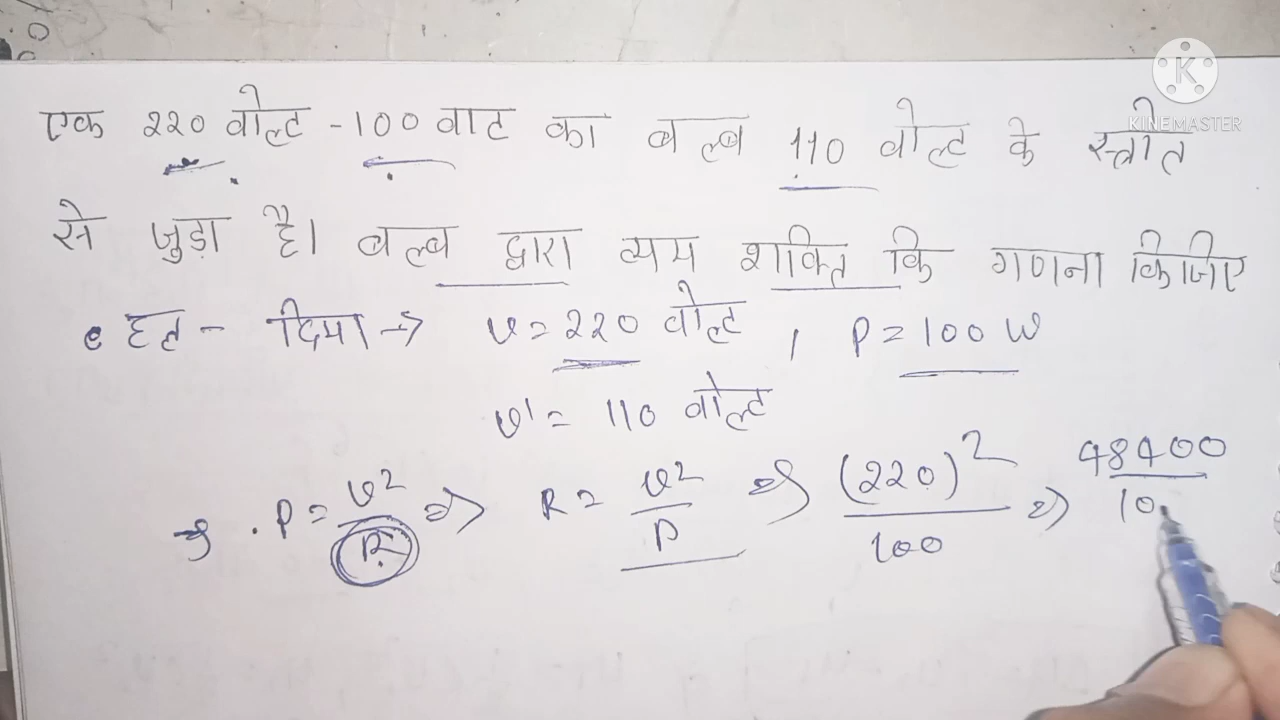 एक 220 वोल्ट - 100 वाट का बल्ब 110 वोल्ट के स्त्रोत
से जुड़ा है। बल्ब द्वारा व्यय शक्ति कि गणना किजिए
हल - दिया → v = 220 वोल्ट , P = 100 W
v' = 110 वोल्ट
⇒ P = v²/R ⇒ R = v²/P ⇒ (220)²/100 ⇒ 48400/10
K
KINEMASTER